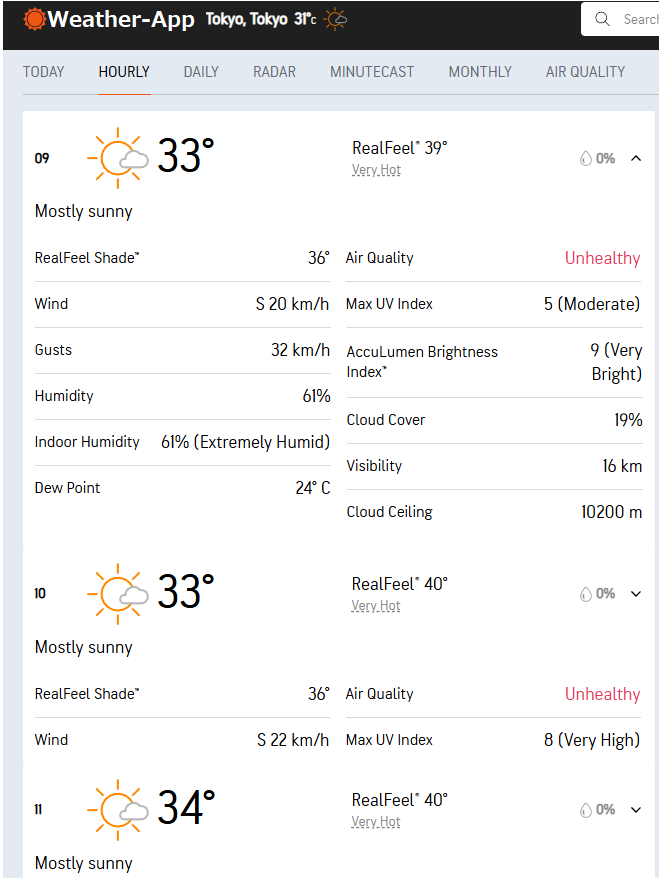 Weather-App Tokyo, Tokyo 31°c Search
TODAY HOURLY DAILY RADAR MINUTECAST MONTHLY AIR QUALITY
09 33° RealFeel® 39° 0%
Very Hot
Mostly sunny
RealFeel Shade™ 36° Air Quality Unhealthy
Wind S 20 km/h Max UV Index 5 (Moderate)
Gusts 32 km/h AccuLumen Brightness Index™ 9 (Very Bright)
Humidity 61% Cloud Cover 19%
Indoor Humidity 61% (Extremely Humid) Visibility 16 km
Dew Point 24° C Cloud Ceiling 10200 m
10 33° RealFeel® 40° 0%
Very Hot
Mostly sunny
RealFeel Shade™ 36° Air Quality Unhealthy
Wind S 22 km/h Max UV Index 8 (Very High)
11 34° RealFeel® 40° 0%
Very Hot
Mostly sunny